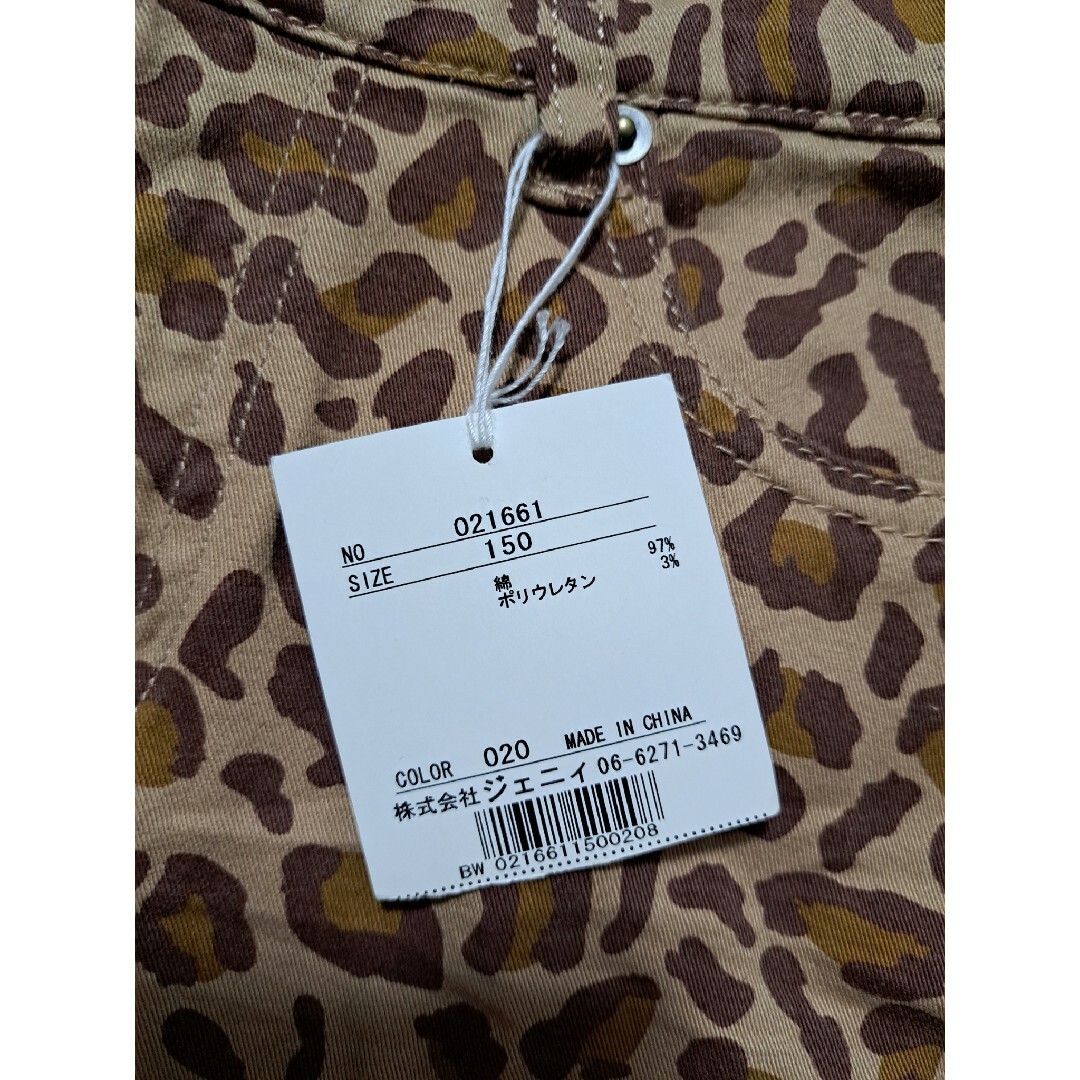 NO 021661
SIZE 150
綿 97%
ポリウレタン 3%
COLOR 020 MADE IN CHINA
株式会社ジェニィ 06-6271-3469
BW 0216611500208